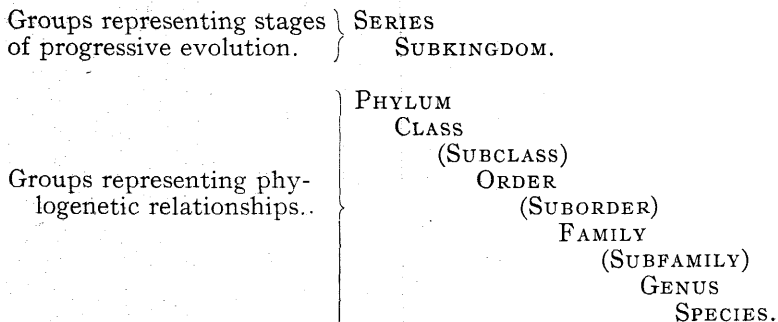 Groups representing stages
of progressive evolution.
SERIES
SUBKINGDOM.
PHYLUM
CLASS
(SUBCLASS)
ORDER
Groups representing phy-
logenetic relationships..
(SUBORDER)
FAMILY
(SUBFAMILY)
GENUS
SPECIES.